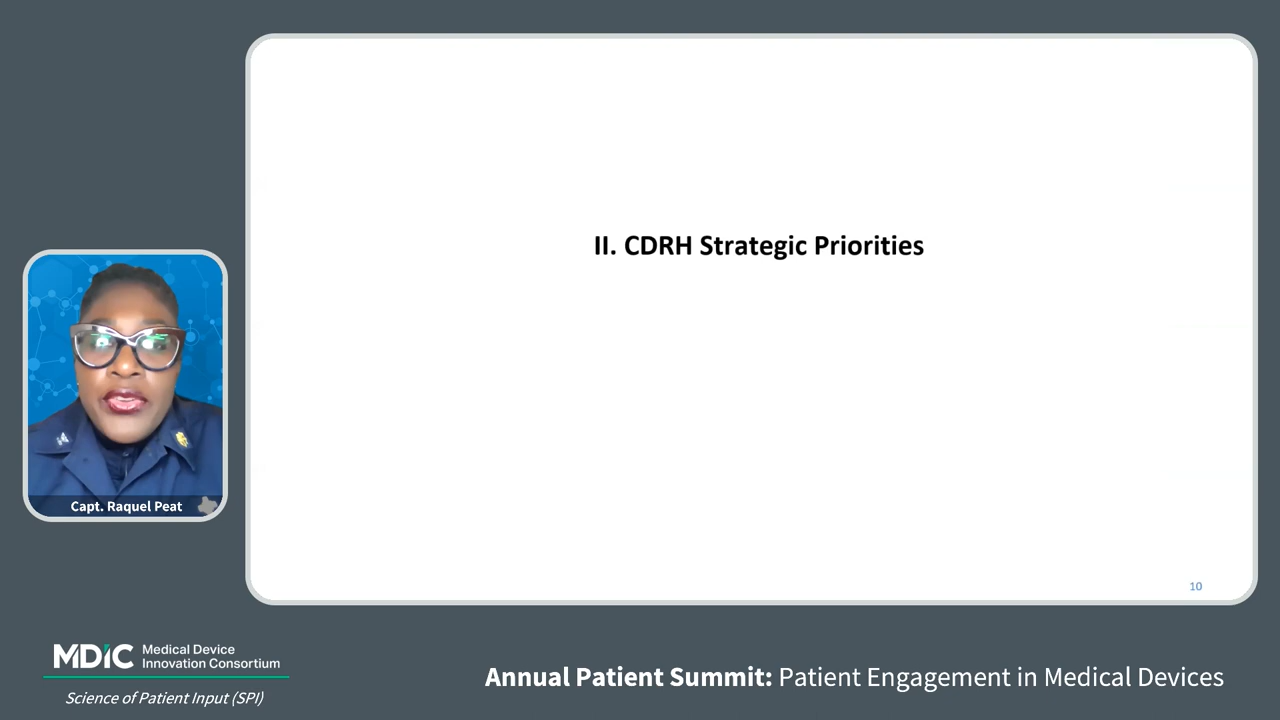 II. CDRH Strategic Priorities
Capt. Raquel Peat
10
MDIC Medical Device
Innovation Consortium
Science of Patient Input (SPI)
Annual Patient Summit: Patient Engagement in Medical Devices